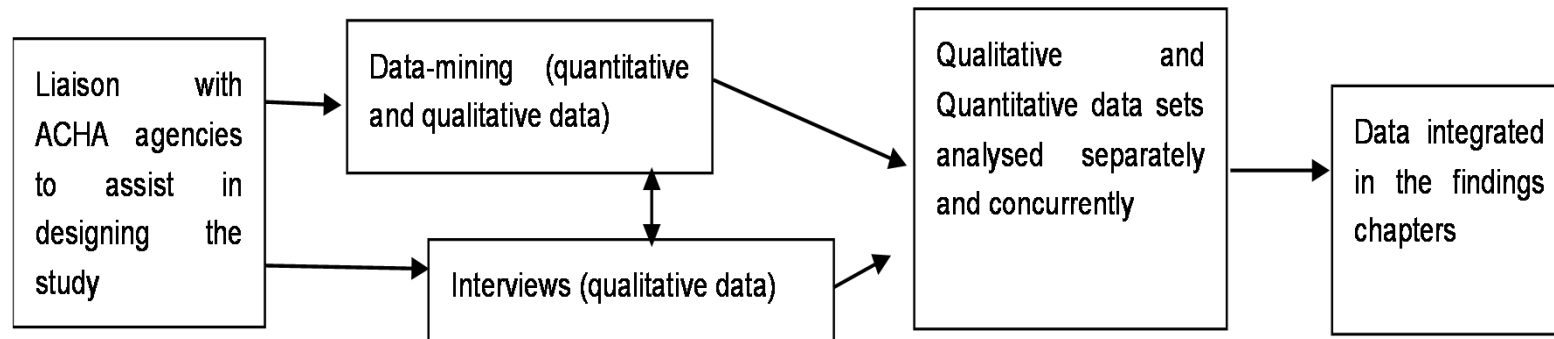 Liaison with
ACHA agencies
to assist in
designing the
study
Data-mining (quantitative
and qualitative data)
Interviews (qualitative data)
Qualitative and
Quantitative data sets
analysed separately
and concurrently
Data integrated
in the findings
chapters